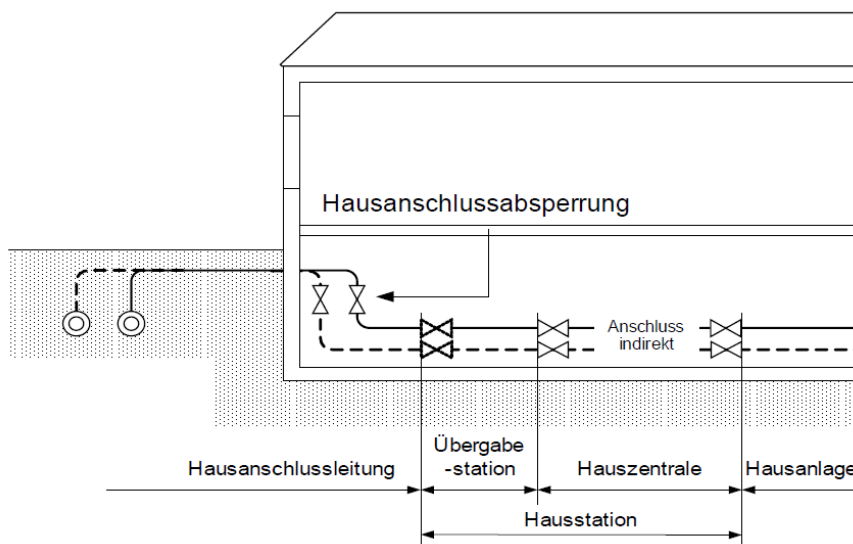 Hausanschlussabsperrung
Anschluss
indirekt
Übergabe
-station
Hausanschlussleitung
Hauszentrale
Hausanlage
Hausstation